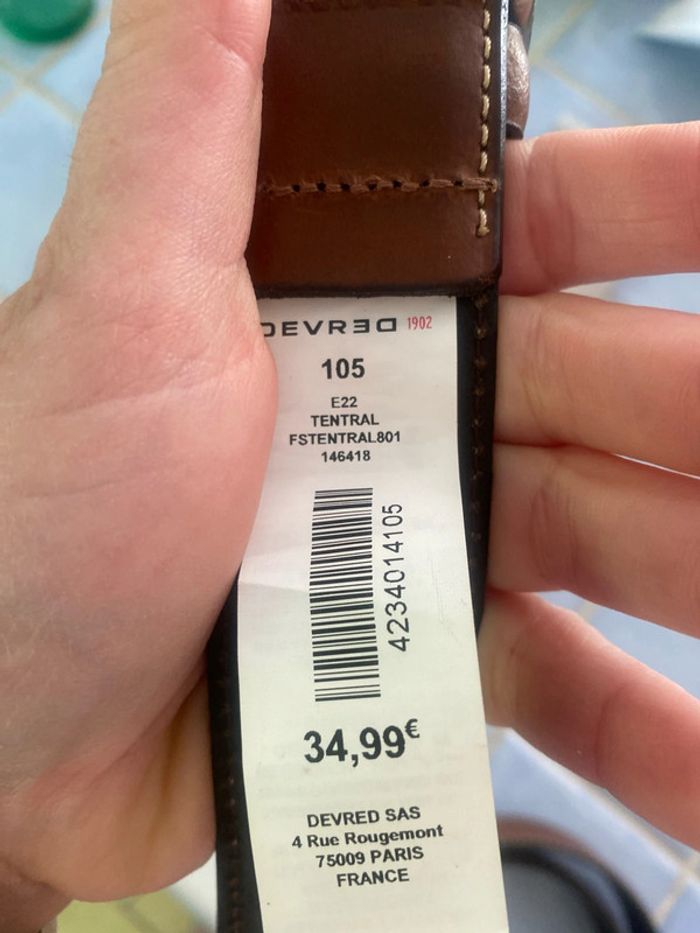 DEVRED 1902
105
E22
TENTRAL
FSTENTRAL801
146418
4234014105
34,99€
DEVRED SAS
4 Rue Rougemont
75009 PARIS
FRANCE